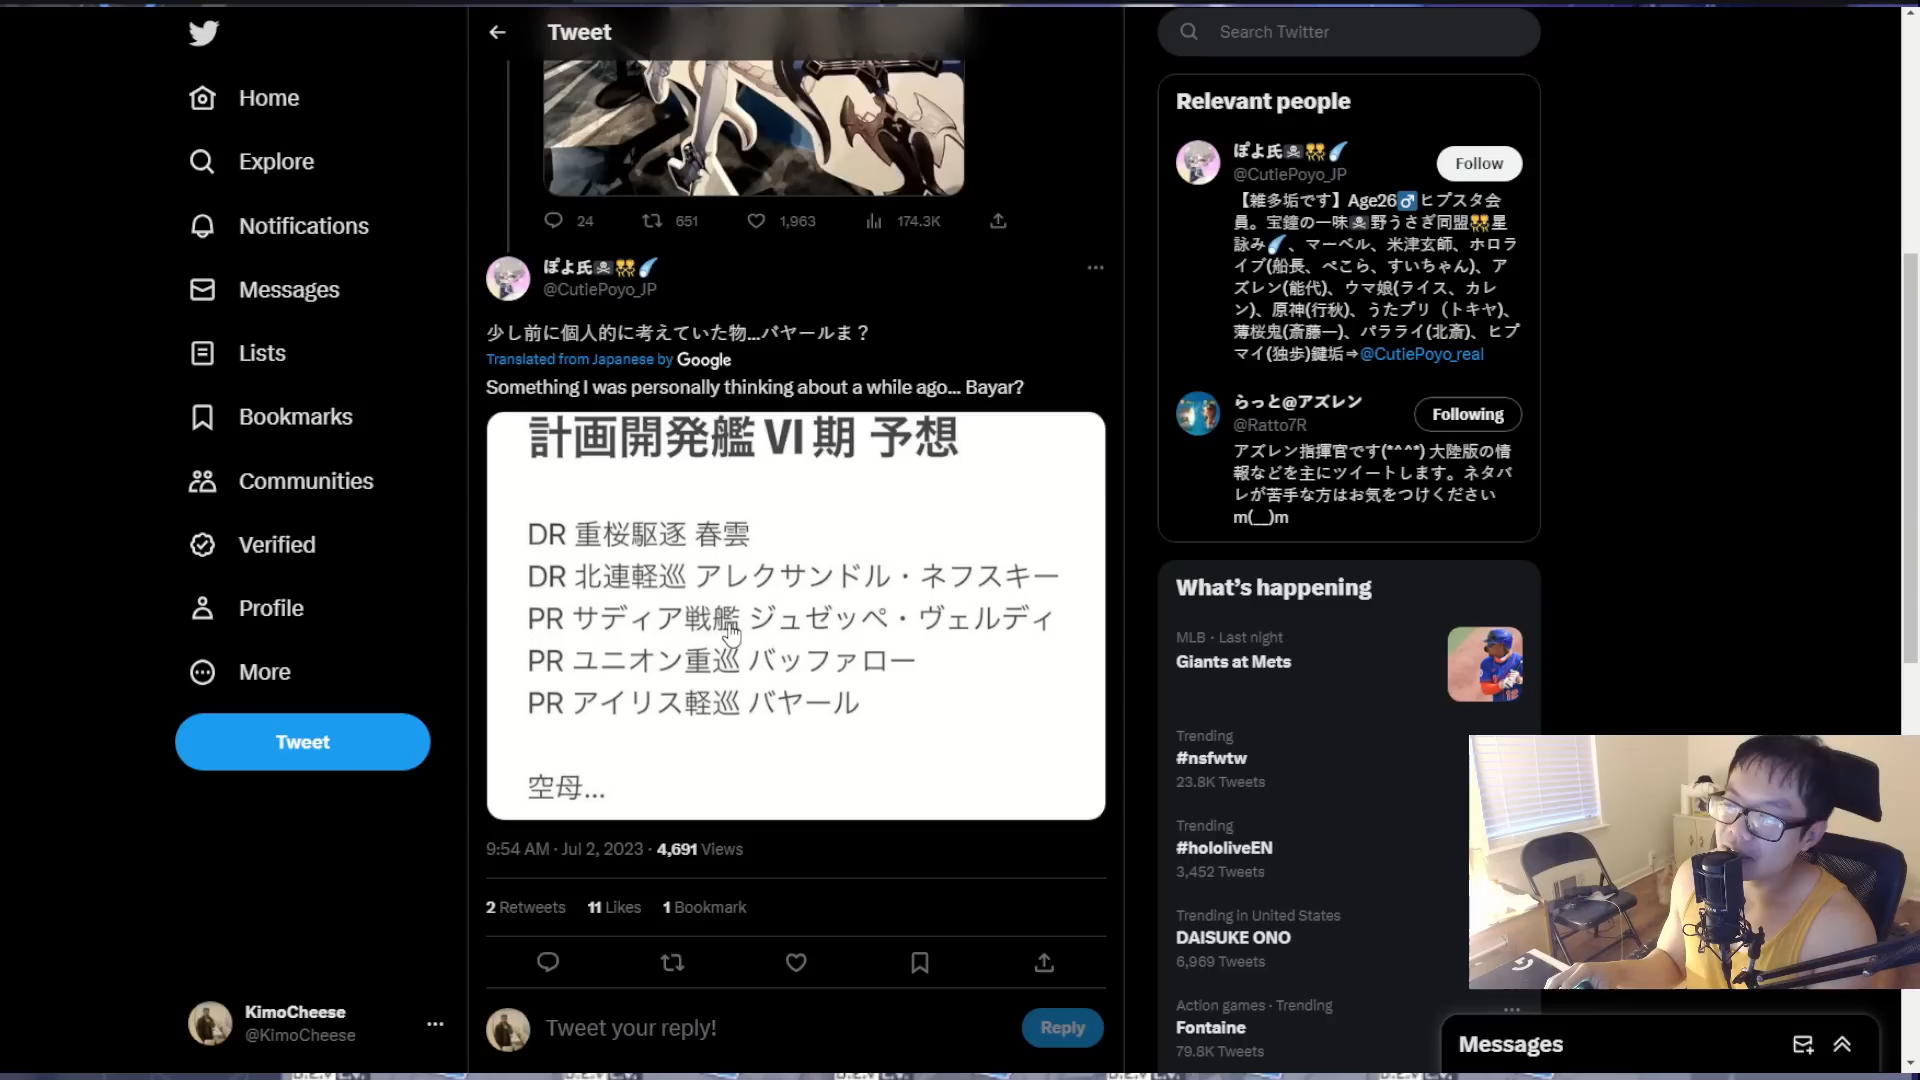 Home
Explore
Notifications
Messages
Lists
Bookmarks
Communities
Verified
Profile
More
Tweet
KimoCheese
@KimoCheese
Tweet
24 651 1,963 174.3K
ぽよ氏
@CutiePoyo_JP
少し前に個人的に考えていた物...バヤールま？
Translated from Japanese by Google
Something I was personally thinking about a while ago... Bayar?
計画開発艦 VI 期 予想
DR 重桜駆逐 春雲
DR 北連軽巡 アレクサンドル・ネフスキー
PR サディア戦艦 ジュゼッペ・ヴェルディ
PR ユニオン重巡 バッファロー
PR アイリス軽巡 バヤール
空母...
9:54 AM · Jul 2, 2023 · 4,691 Views
2 Retweets 11 Likes 1 Bookmark
Tweet your reply!
Reply
Search Twitter
Relevant people
ぽよ氏
@CutiePoyo_JP
Follow
【雑多垢です】Age26♂ヒプスタ会
員。宝鐘の一味 野うさぎ同盟 星
詠み 、マーベル、米津玄師、ホロラ
イブ(船長、ぺこら、すいちゃん)、ア
ズレン(能代)、ウマ娘(ライス、カレ
ン)、原神(行秋)、うたプリ（トキヤ)、
薄桜鬼(斎藤一)、パラライ(北斎)、ヒプ
マイ(独歩)鍵垢⇒@CutiePoyo_real
らっと@アズレン
@Ratto7R
Following
アズレン指揮官です(*^^*) 大陸版の情
報などを主にツイートします。ネタバ
レが苦手な方はお気をつけください
m(__)m
What's happening
MLB · Last night
Giants at Mets
Trending
#nsfwtw
23.8K Tweets
Trending
#hololiveEN
3,452 Tweets
Trending in United States
DAISUKE ONO
6,969 Tweets
Action games · Trending
Fontaine
79.8K Tweets
Messages